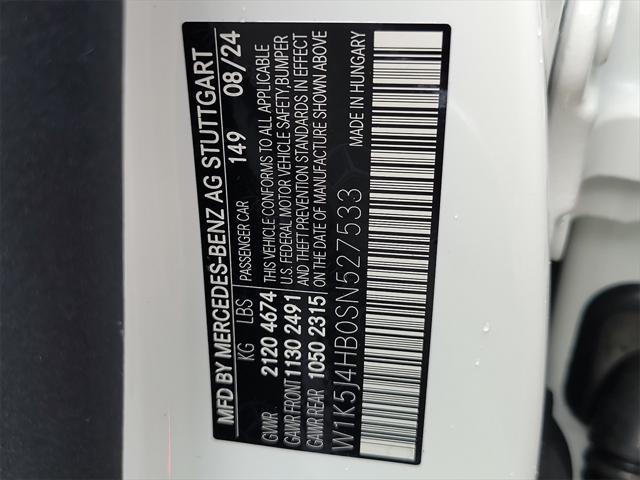 MFD BY MERCEDES-BENZ AG STUTTGART
KG LBS PASSENGER CAR 149 08/24
GVWR 2120 4674 THIS VEHICLE CONFORMS TO ALL APPLICABLE
GAWR FRONT 1130 2491 U.S. FEDERAL MOTOR VEHICLE SAFETY,BUMPER
GAWR REAR 1050 2315 AND THEFT PREVENTION STANDARDS IN EFFECT
ON THE DATE OF MANUFACTURE SHOWN ABOVE
W1K5J4HB0SN527533 MADE IN HUNGARY